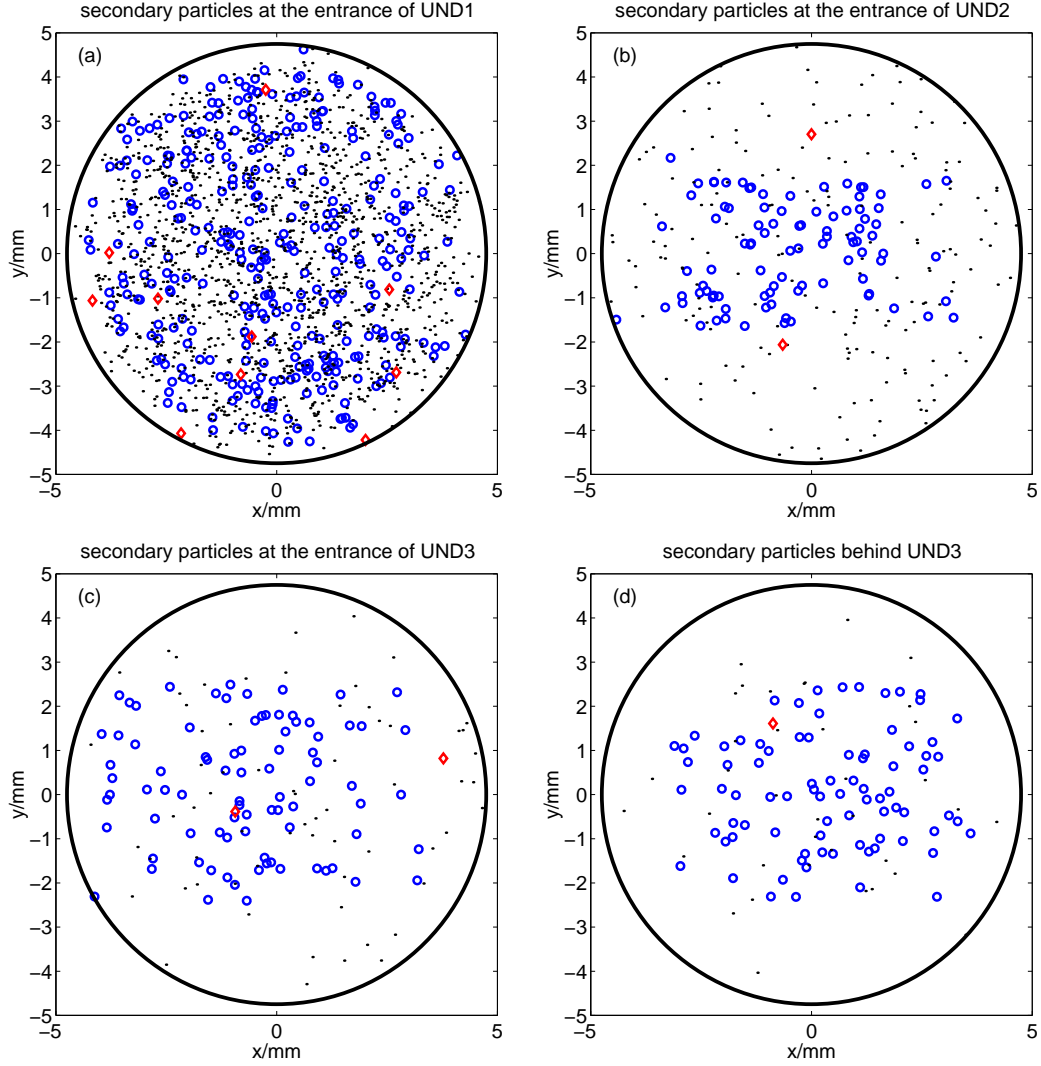 secondary particles at the entrance of UND1
(a)
5
4
3
2
1
0
−1
−2
−3
−4
−5
y/mm
−5 0 5
x/mm
secondary particles at the entrance of UND2
(b)
5
4
3
2
1
0
−1
−2
−3
−4
−5
y/mm
−5 0 5
x/mm
secondary particles at the entrance of UND3
(c)
5
4
3
2
1
0
−1
−2
−3
−4
−5
y/mm
−5 0 5
x/mm
secondary particles behind UND3
(d)
5
4
3
2
1
0
−1
−2
−3
−4
−5
y/mm
−5 0 5
x/mm